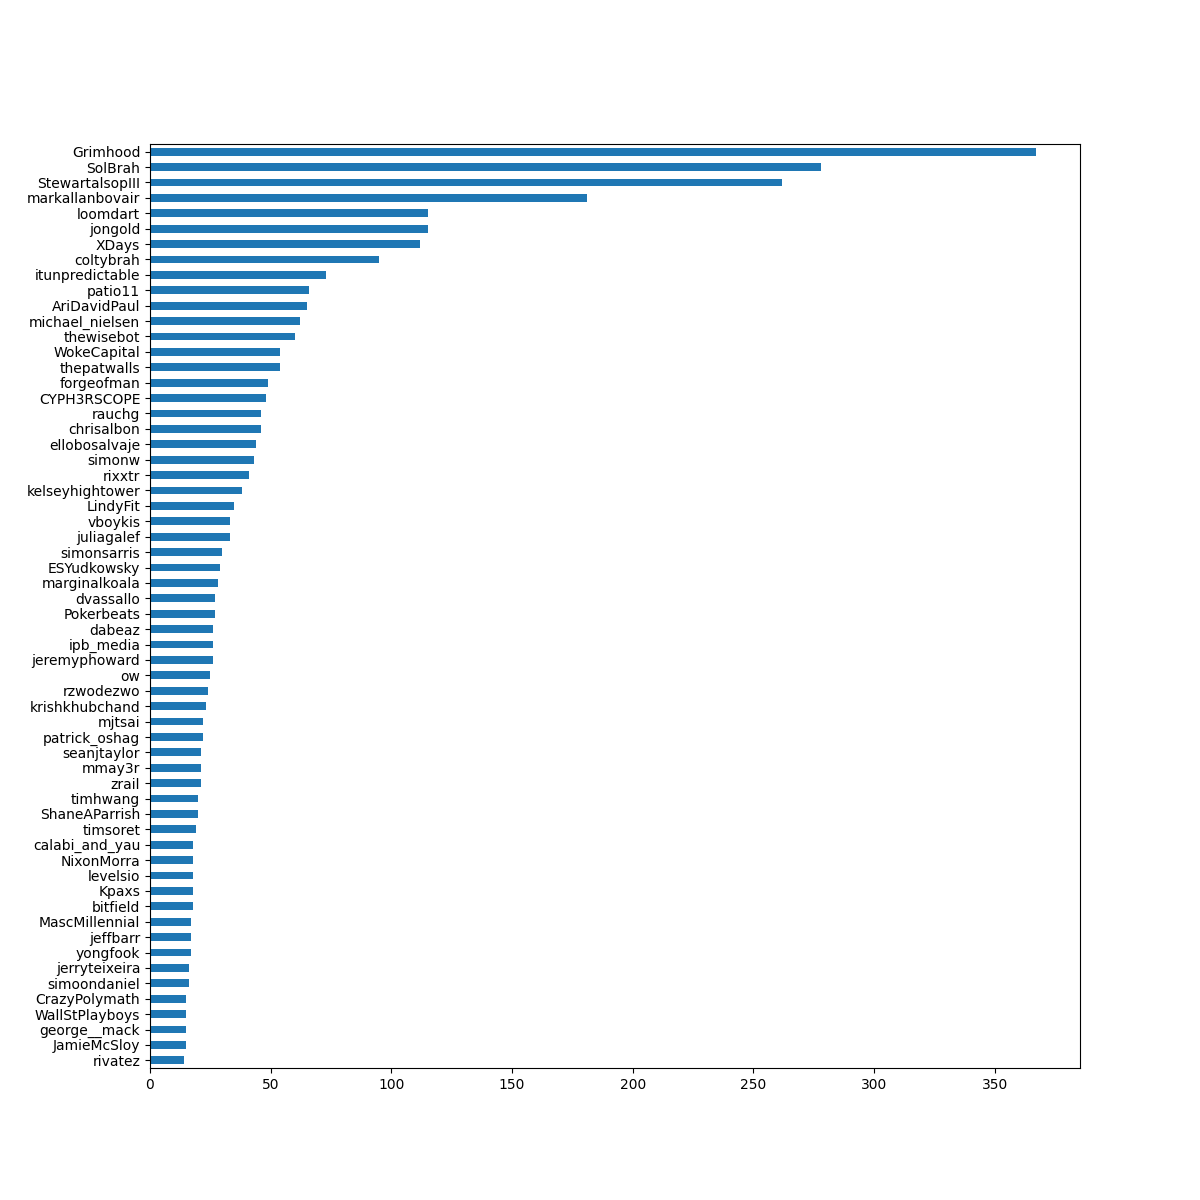 Grimhood
SolBrah
StewartalsopIII
markallanbovair
loomdart
jongold
XDays
coltybrah
itunpredictable
patio11
AriDavidPaul
michael_nielsen
thewisebot
WokeCapital
thepatwalls
forgeofman
CYPH3RSCOPE
rauchg
chrisalbon
ellobosalvaje
simonw
rixxtr
kelseyhightower
LindyFit
vboykis
juliagalef
simonsarris
ESYudkowsky
marginalkoala
dvassallo
Pokerbeats
dabeaz
ipb_media
jeremyphoward
ow
rzwodezwo
krishkhubchand
mjtsai
patrick_oshag
seanjtaylor
mmay3r
zrail
timhwang
ShaneAParrish
timsoret
calabi_and_yau
NixonMorra
levelsio
Kpaxs
bitfield
MascMillennial
jeffbarr
yongfook
jerryteixeira
simoondaniel
CrazyPolymath
WallStPlayboys
george__mack
JamieMcSloy
rivatez
0 50 100 150 200 250 300 350